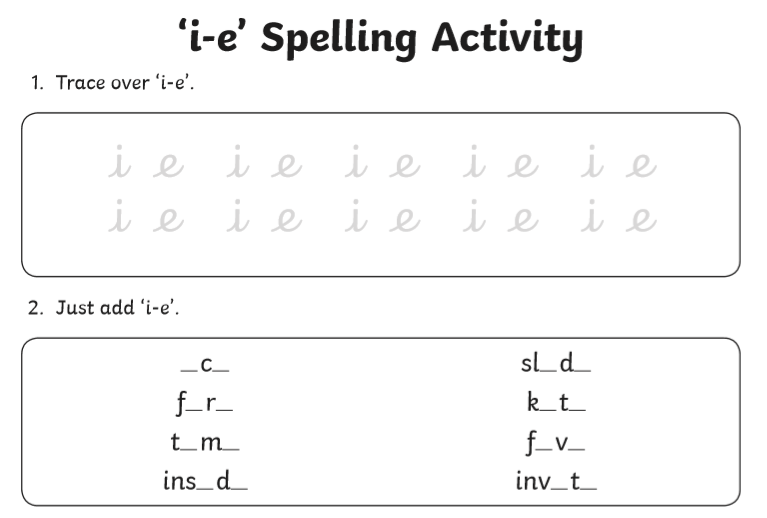 ‘i-e’ Spelling Activity
1. Trace over ‘i-e’.
i e i e i e i e i e
i e i e i e i e i e
2. Just add ‘i-e’.
_c_ sl_d_
f_r_ k_t_
t_m_ f_v_
ins_d_ inv_t_